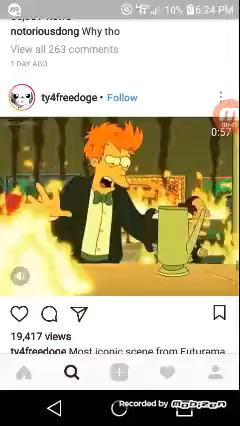 10% 6:24 PM
notoriousdong Why tho
View all 263 comments
1 DAY AGO
ty4freedoge • Follow
0:57
19,417 views
ty4freedoge Most iconic scene from Futurama
Recorded by Mobizen